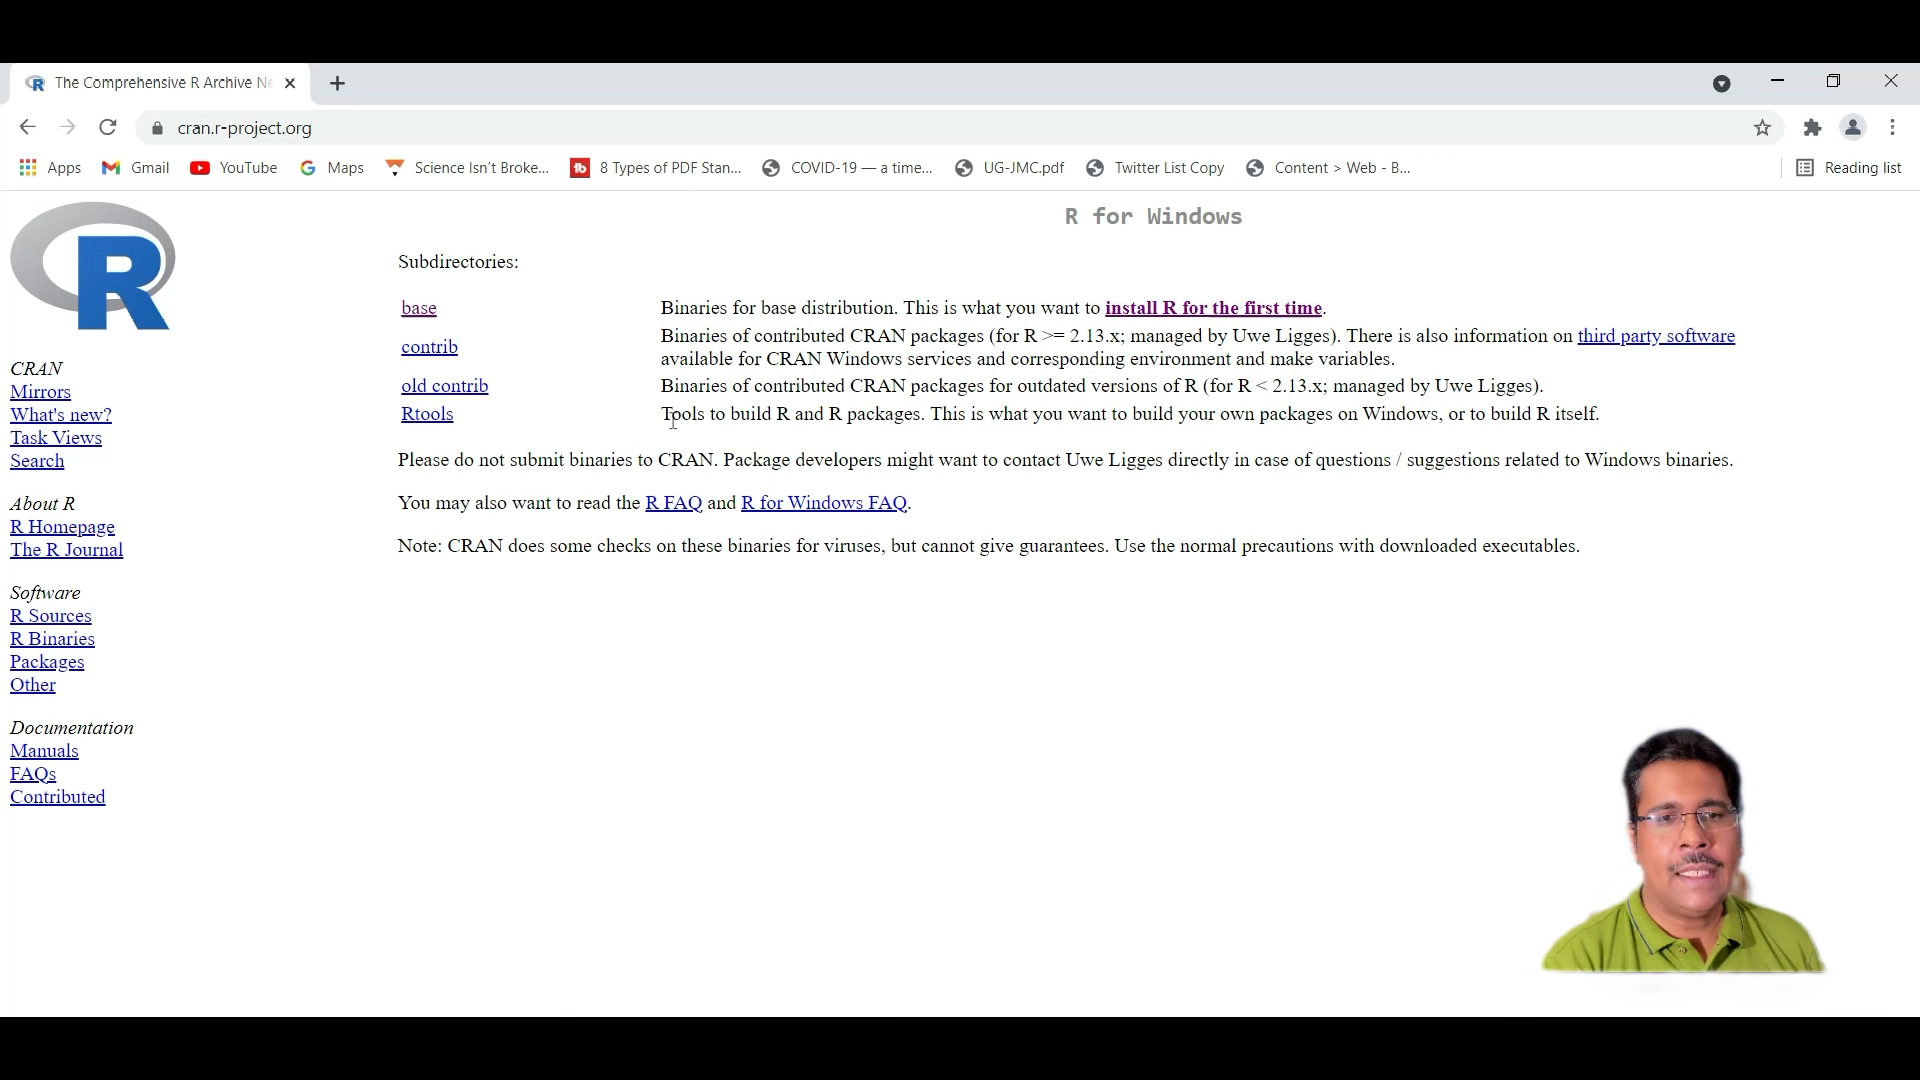 The Comprehensive R Archive Ne
cran.r-project.org
Apps Gmail YouTube Maps Science Isn't Broke... 8 Types of PDF Stan... COVID-19 — a time... UG-JMC.pdf Twitter List Copy Content > Web - B... Reading list
R
CRAN
Mirrors
What's new?
Task Views
Search
About R
R Homepage
The R Journal
Software
R Sources
R Binaries
Packages
Other
Documentation
Manuals
FAQs
Contributed
R for Windows
Subdirectories:
base Binaries for base distribution. This is what you want to install R for the first time.
contrib Binaries of contributed CRAN packages (for R >= 2.13.x; managed by Uwe Ligges). There is also information on third party software
available for CRAN Windows services and corresponding environment and make variables.
old contrib Binaries of contributed CRAN packages for outdated versions of R (for R < 2.13.x; managed by Uwe Ligges).
Rtools Tools to build R and R packages. This is what you want to build your own packages on Windows, or to build R itself.
Please do not submit binaries to CRAN. Package developers might want to contact Uwe Ligges directly in case of questions / suggestions related to Windows binaries.
You may also want to read the R FAQ and R for Windows FAQ.
Note: CRAN does some checks on these binaries for viruses, but cannot give guarantees. Use the normal precautions with downloaded executables.